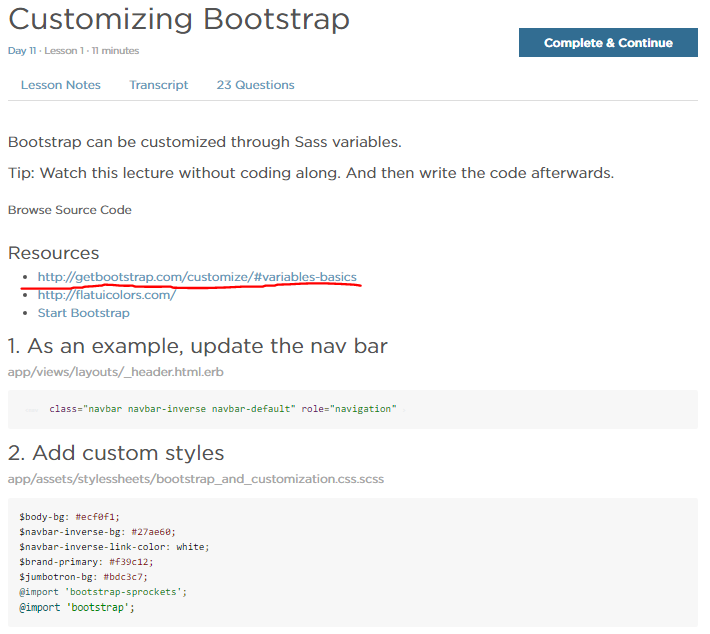 Customizing Bootstrap
Day 11 · Lesson 1 · 11 minutes
Complete & Continue
Lesson Notes Transcript 23 Questions
Bootstrap can be customized through Sass variables.
Tip: Watch this lecture without coding along. And then write the code afterwards.
Browse Source Code
Resources
• http://getbootstrap.com/customize/#variables-basics
• http://flatuicolors.com/
• Start Bootstrap
1. As an example, update the nav bar
app/views/layouts/_header.html.erb
class="navbar navbar-inverse navbar-default" role="navigation"
2. Add custom styles
app/assets/stylessheets/bootstrap_and_customization.css.scss
$body-bg: #ecf0f1;
$navbar-inverse-bg: #27ae60;
$navbar-inverse-link-color: white;
$brand-primary: #f39c12;
$jumbotron-bg: #bdc3c7;
@import 'bootstrap-sprockets';
@import 'bootstrap';